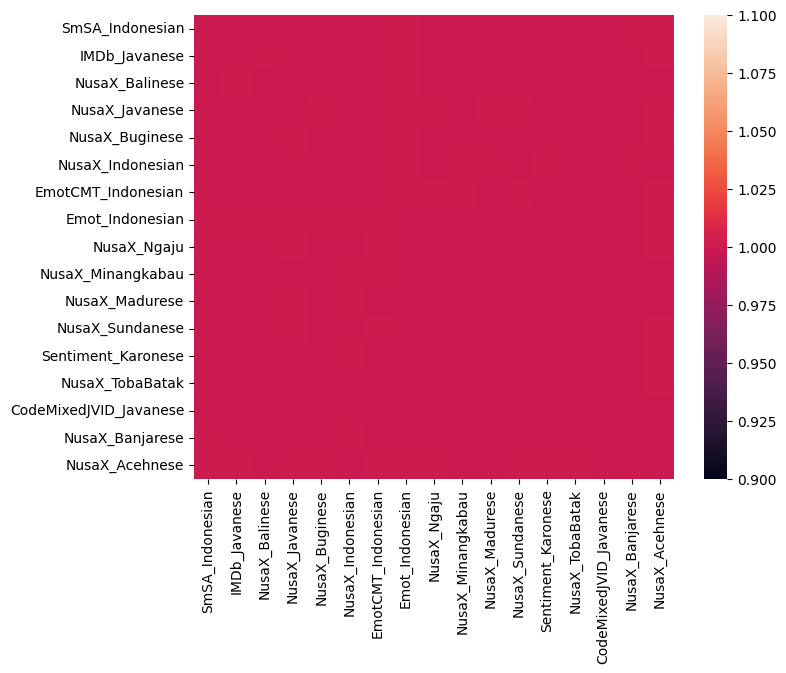 SmSA_Indonesian
IMDb_Javanese
NusaX_Balinese
NusaX_Javanese
NusaX_Buginese
NusaX_Indonesian
EmotCMT_Indonesian
Emot_Indonesian
NusaX_Ngaju
NusaX_Minangkabau
NusaX_Madurese
NusaX_Sundanese
Sentiment_Karonese
NusaX_TobaBatak
CodeMixedJVID_Javanese
NusaX_Banjarese
NusaX_Acehnese
SmSA_Indonesian
IMDb_Javanese
NusaX_Balinese
NusaX_Javanese
NusaX_Buginese
NusaX_Indonesian
EmotCMT_Indonesian
Emot_Indonesian
NusaX_Ngaju
NusaX_Minangkabau
NusaX_Madurese
NusaX_Sundanese
Sentiment_Karonese
NusaX_TobaBatak
CodeMixedJVID_Javanese
NusaX_Banjarese
NusaX_Acehnese
1.100
1.075
1.050
1.025
1.000
0.975
0.950
0.925
0.900